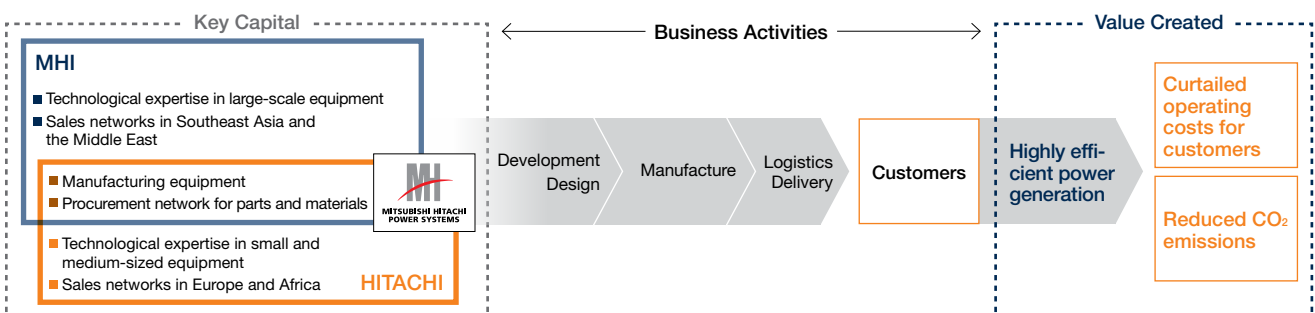 Key Capital
MHI
Technological expertise in large-scale equipment
Sales networks in Southeast Asia and
the Middle East
Manufacturing equipment
Procurement network for parts and materials
MH
MITSUBISHI HITACHI
POWER SYSTEMS
Technological expertise in small and
medium-sized equipment
Sales networks in Europe and Africa
HITACHI
Business Activities
Development
Design
Manufacture
Logistics
Delivery
Customers
Value Created
Highly effi-
cient power
generation
Curtailed
operating
costs for
customers
Reduced CO₂
emissions